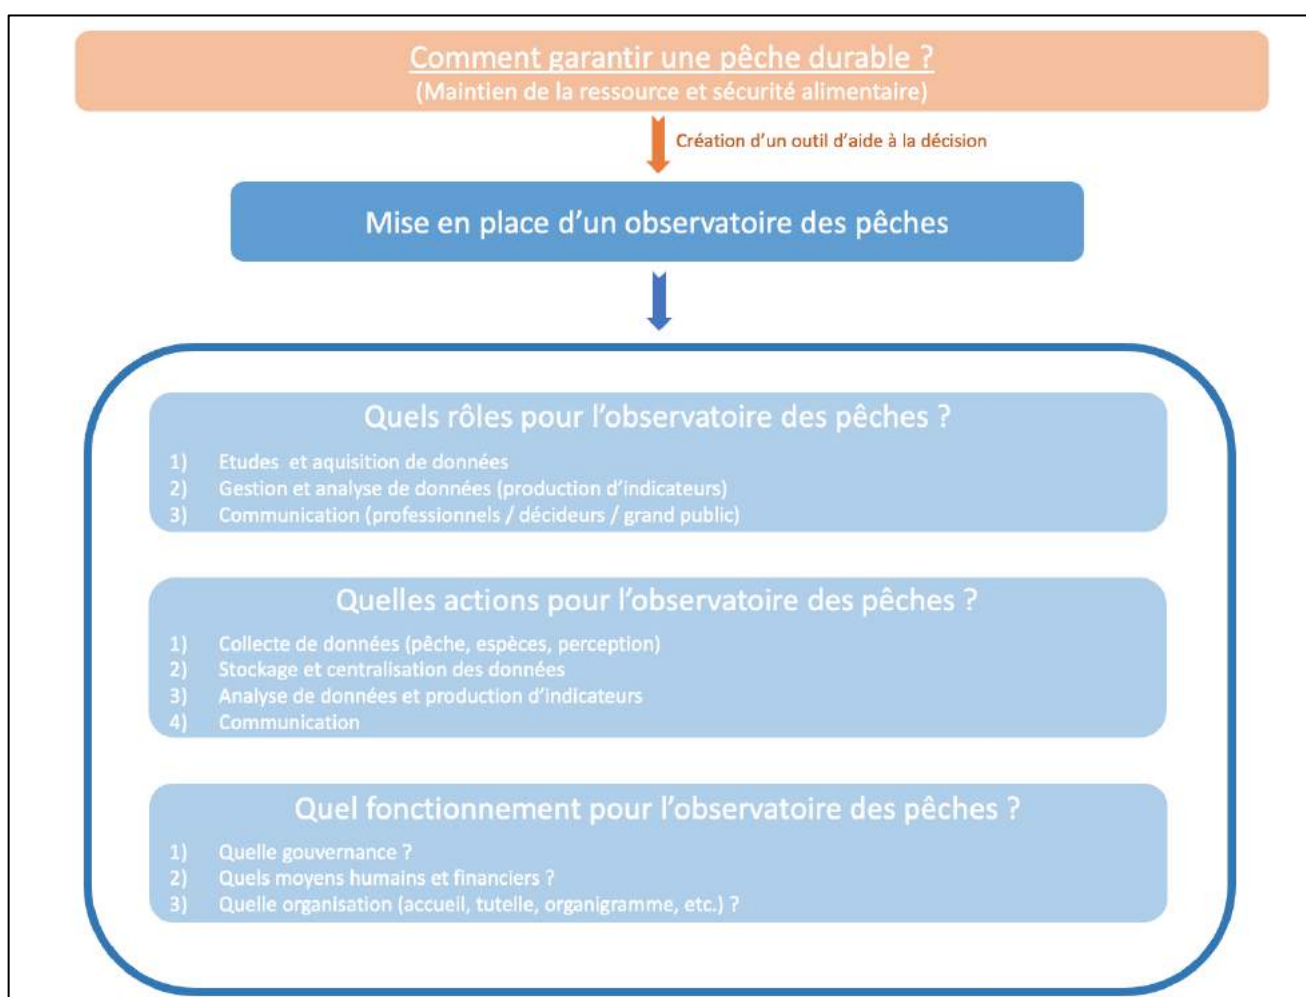 Comment garantir une pêche durable ?
(Maintien de la ressource et sécurité alimentaire)
Création d'un outil d'aide à la décision
Mise en place d'un observatoire des pêches
Quels rôles pour l'observatoire des pêches ?
1) Etudes et aquisition de données
2) Gestion et analyse de données (production d'indicateurs)
3) Communication (professionnels / décideurs / grand public)
Quelles actions pour l'observatoire des pêches ?
1) Collecte de données (pêche, espèces, perception)
2) Stockage et centralisation des données
3) Analyse de données et production d'indicateurs
4) Communication
Quel fonctionnement pour l'observatoire des pêches ?
1) Quelle gouvernance ?
2) Quels moyens humains et financiers ?
3) Quelle organisation (accueil, tutelle, organigramme, etc.) ?